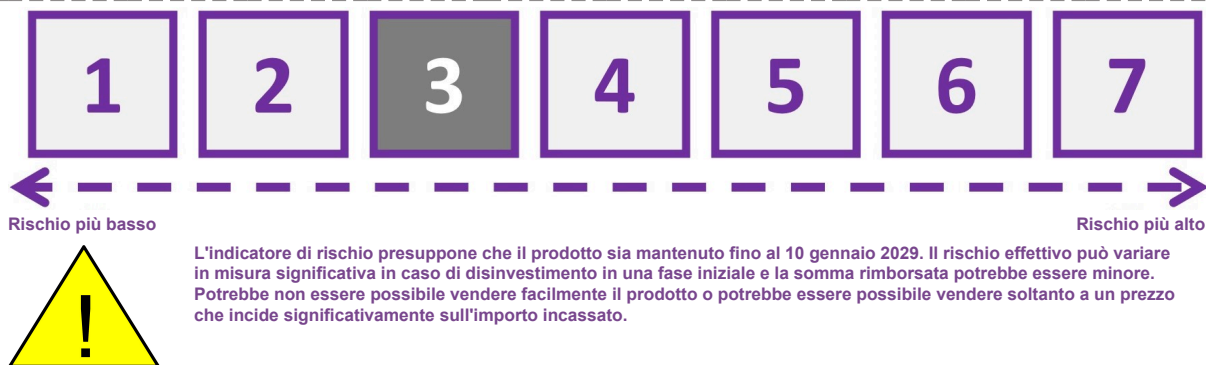 1 2 3 4 5 6 7
Rischio più basso Rischio più alto
L'indicatore di rischio presuppone che il prodotto sia mantenuto fino al 10 gennaio 2029. Il rischio effettivo può variare
in misura significativa in caso di disinvestimento in una fase iniziale e la somma rimborsata potrebbe essere minore.
Potrebbe non essere possibile vendere facilmente il prodotto o potrebbe essere possibile vendere soltanto a un prezzo
che incide significativamente sull'importo incassato.
!